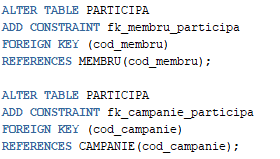 ALTER TABLE PARTICIPA
ADD CONSTRAINT fk_membru_participa
FOREIGN KEY (cod_membru)
REFERENCES MEMBRU(cod_membru);
ALTER TABLE PARTICIPA
ADD CONSTRAINT fk_campanie_participa
FOREIGN KEY (cod_campanie)
REFERENCES CAMPANIE(cod_campanie);